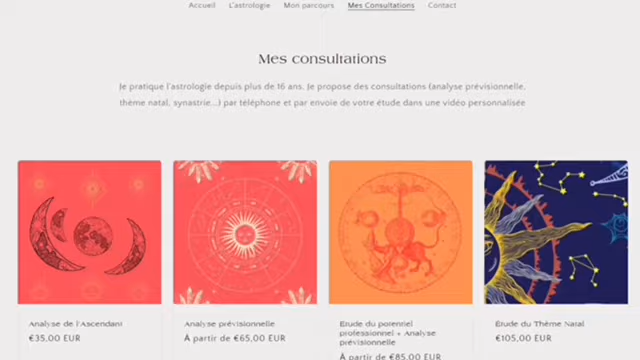 Accueil L'astrologie Mon parcours Mes Consultations Contact
Mes consultations
Je pratique l'astrologie depuis plus de 16 ans. Je propose des consultations (analyse prévisionnelle,
thème natal, synastrie...) par téléphone et par envoie de votre étude dans une vidéo personnalisée
Analyse de l'Ascendant
€35,00 EUR
Analyse prévisionnelle
À partir de €65,00 EUR
Étude du potentiel
professionnel + Analyse
prévisionnelle
À partir de €85,00 EUR
Étude du Thème Natal
€105,00 EUR